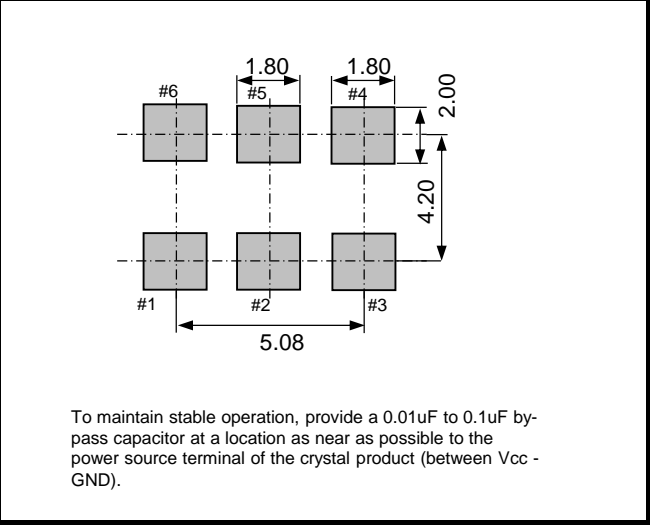 1.80 1.80
#6 #5 #4
2.00
4.20
#1 #2 #3
5.08
To maintain stable operation, provide a 0.01uF to 0.1uF by-
pass capacitor at a location as near as possible to the
power source terminal of the crystal product (between Vcc -
GND).